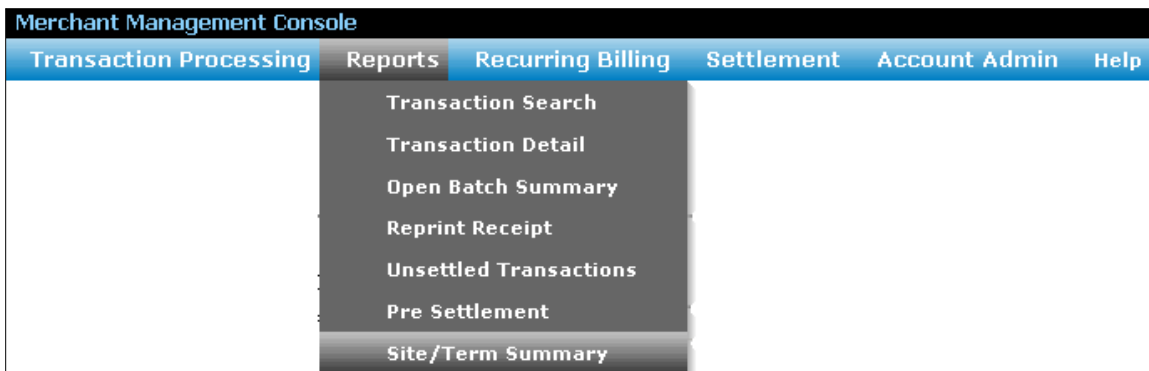 Merchant Management Console
Transaction Processing Reports Recurring Billing Settlement Account Admin Help
Transaction Search
Transaction Detail
Open Batch Summary
Reprint Receipt
Unsettled Transactions
Pre Settlement
Site/Term Summary